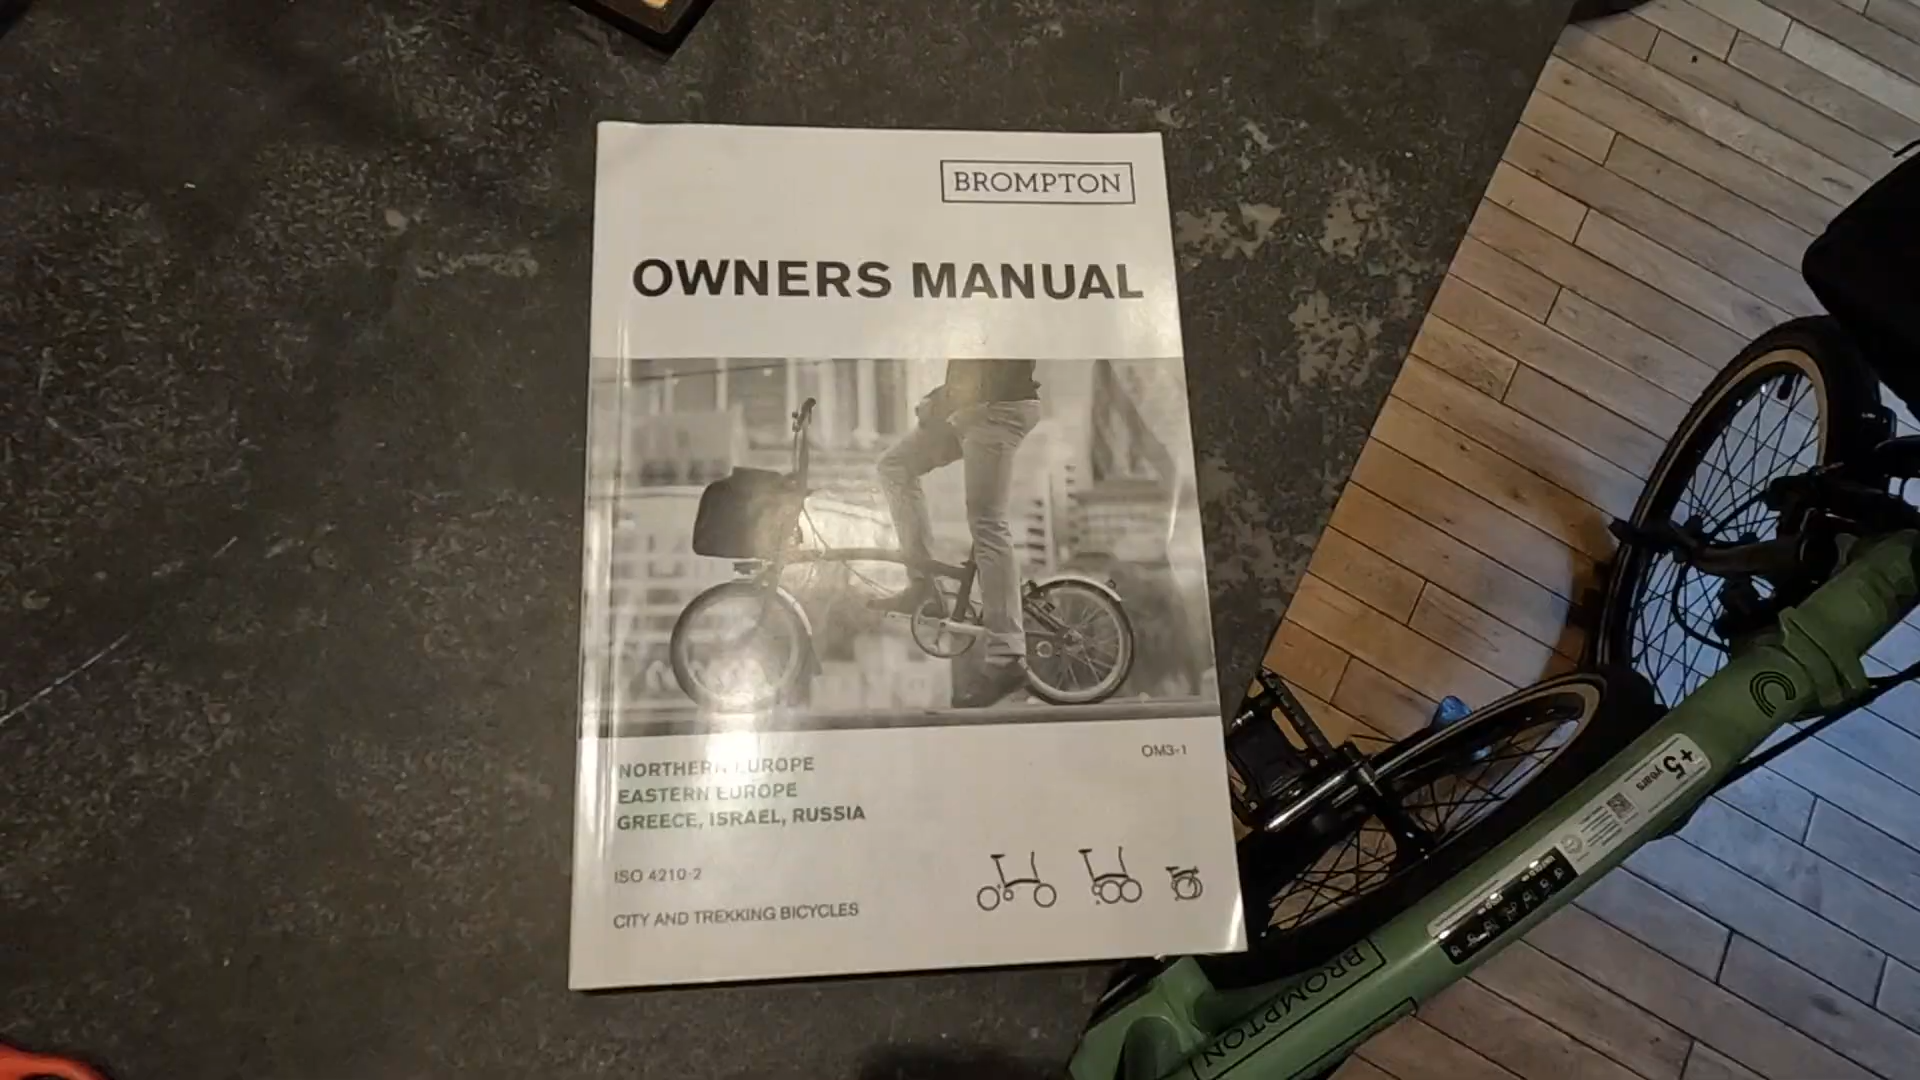 BROMPTON
OWNERS MANUAL
NORTHERN EUROPE
EASTERN EUROPE
GREECE, ISRAEL, RUSSIA
OM3-1
ISO 4210-2
CITY AND TREKKING BICYCLES
+5
years
BROMPTON